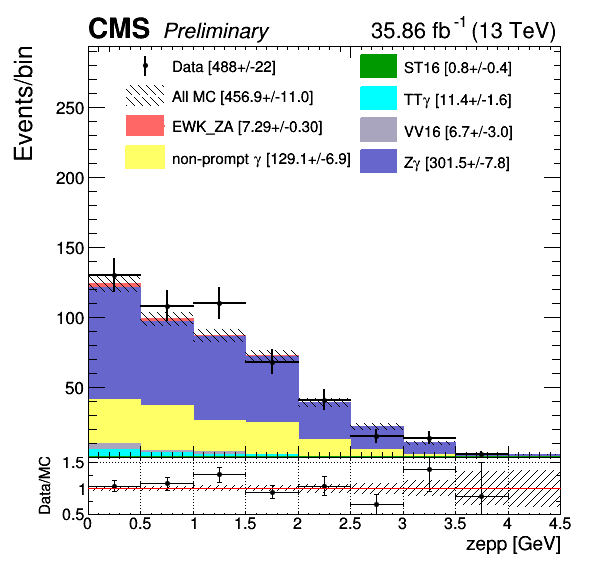 CMS Preliminary 35.86 fb⁻¹ (13 TeV)
Events/bin
Data [488+/-22]
All MC [456.9+/-11.0]
EWK_ZA [7.29+/-0.30]
non-prompt γ [129.1+/-6.9]
ST16 [0.8+/-0.4]
TTγ [11.4+/-1.6]
VV16 [6.7+/-3.0]
Zγ [301.5+/-7.8]
250
200
150
100
50
Data/MC
1.5
1
0.5
0 0.5 1 1.5 2 2.5 3 3.5 4 4.5
zepp [GeV]